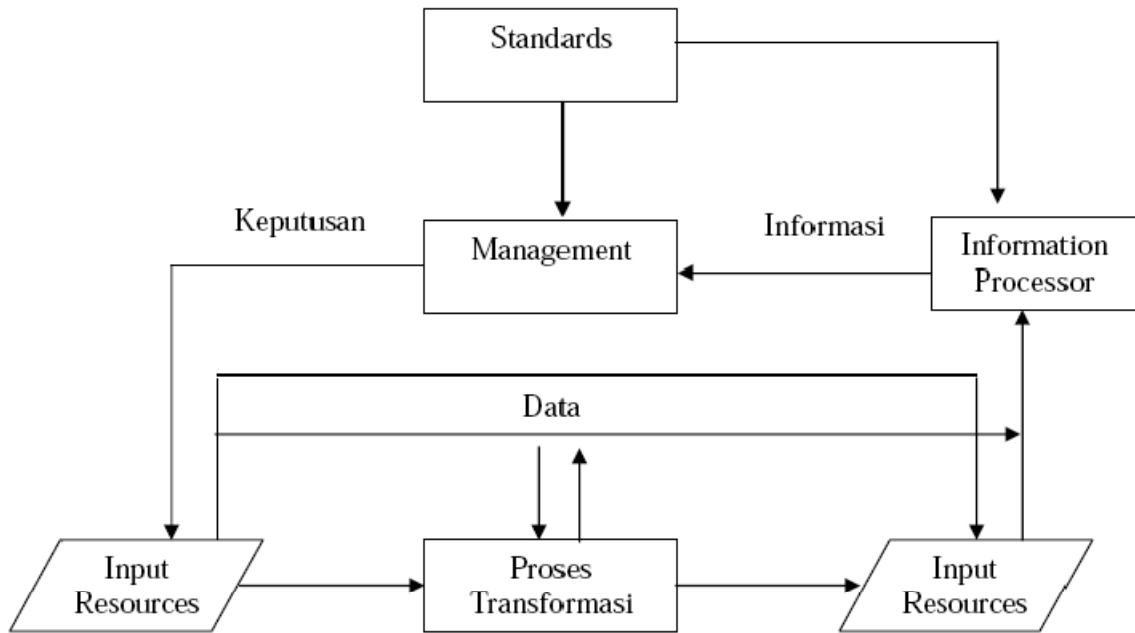 Standards
Keputusan
Management
Informasi
Information
Processor
Data
Input
Resources
Proses
Transformasi
Input
Resources